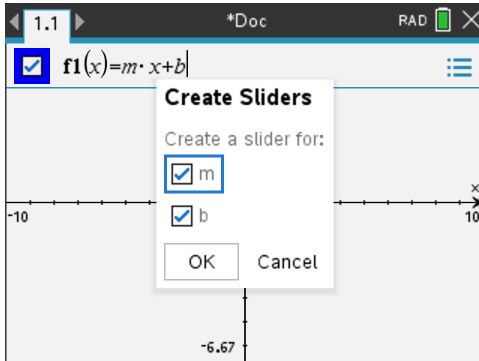 1.1
*Doc
RAD
f1(x)=m·x+b
Create Sliders
Create a slider for:
m
b
OK Cancel
x
-10
10
-6.67